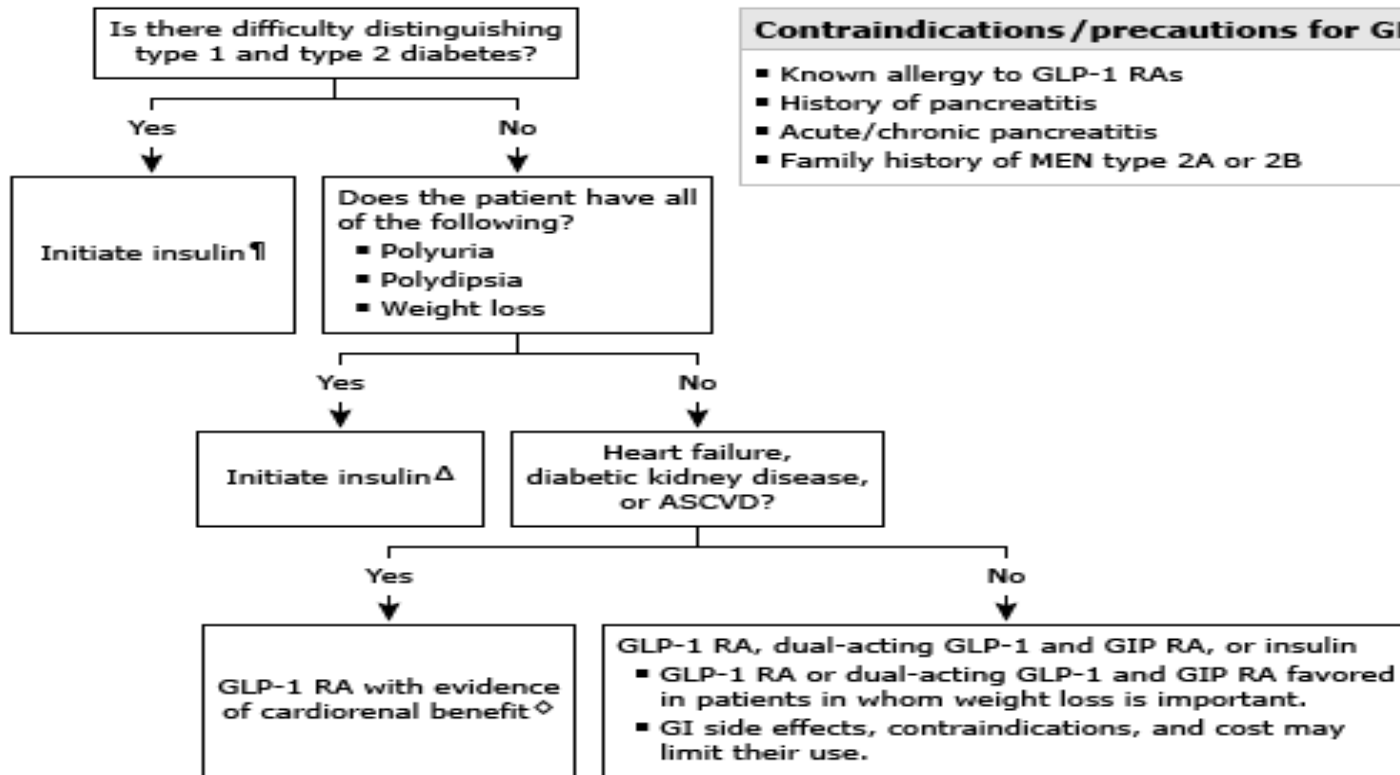 Is there difficulty distinguishing
type 1 and type 2 diabetes?
Contraindications/precautions for
▪ Known allergy to GLP-1 RAs
▪ History of pancreatitis
▪ Acute/chronic pancreatitis
▪ Family history of MEN type 2A or 2B
Yes
No
Initiate insulin¶
Does the patient have all
of the following?
▪ Polyuria
▪ Polydipsia
▪ Weight loss
Yes
No
Initiate insulinΔ
Heart failure,
diabetic kidney disease,
or ASCVD?
Yes
No
GLP-1 RA with evidence
of cardiorenal benefit◇
GLP-1 RA, dual-acting GLP-1 and GIP RA, or insulin
▪ GLP-1 RA or dual-acting GLP-1 and GIP RA favored
in patients in whom weight loss is important.
▪ GI side effects, contraindications, and cost may
limit their use.